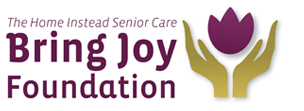 The Home Instead Senior Care
Bring Joy
Foundation